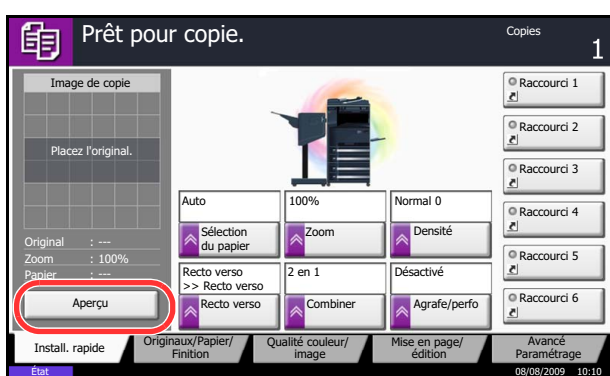 Prêt pour copie.
Copies
1
Image de copie
Placez l'original.
Original : ---
Zoom : 100%
Papier : ---
Aperçu
Auto
Sélection
du papier
100%
Zoom
Normal 0
Densité
Recto verso
>> Recto verso
Recto verso
2 en 1
Combiner
Désactivé
Agrafe/perfo
Raccourci 1
Raccourci 2
Raccourci 3
Raccourci 4
Raccourci 5
Raccourci 6
Install. rapide
Originaux/Papier/
Finition
Qualité couleur/
image
Mise en page/
édition
Avancé
Paramétrage
État
08/08/2009 10:10